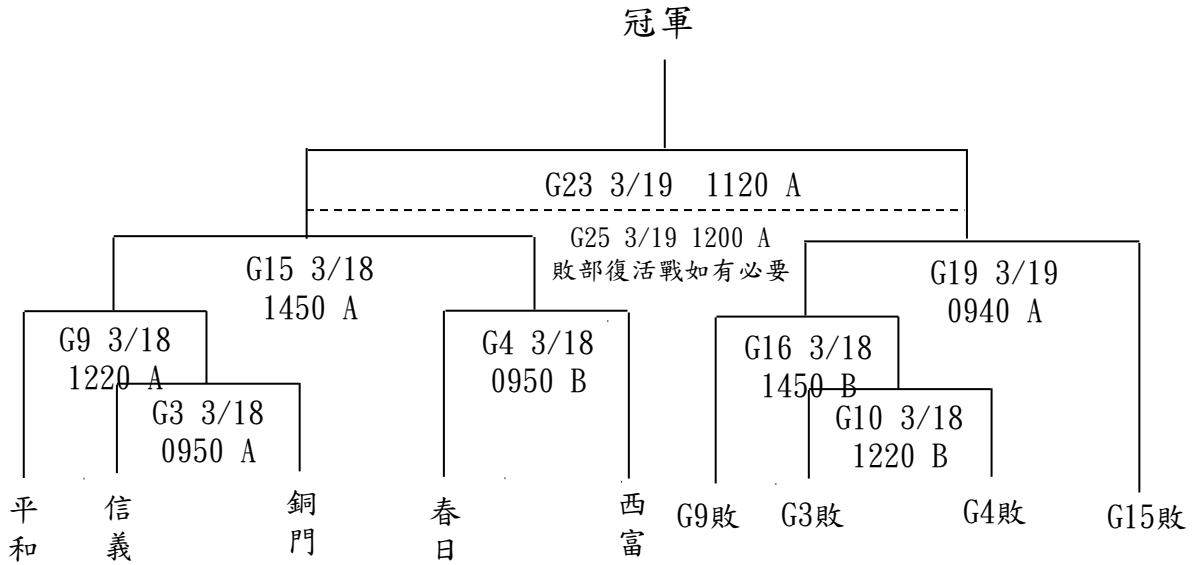 冠軍
G23 3/19 1120 A
G25 3/19 1200 A
敗部復活戰如有必要
G15 3/18
1450 A
G19 3/19
0940 A
G9 3/18
1220 A
G4 3/18
0950 B
G16 3/18
1450 B
G3 3/18
0950 A
G10 3/18
1220 B
平和
信義
銅門
春日
西富
G9敗
G3敗
G4敗
G15敗